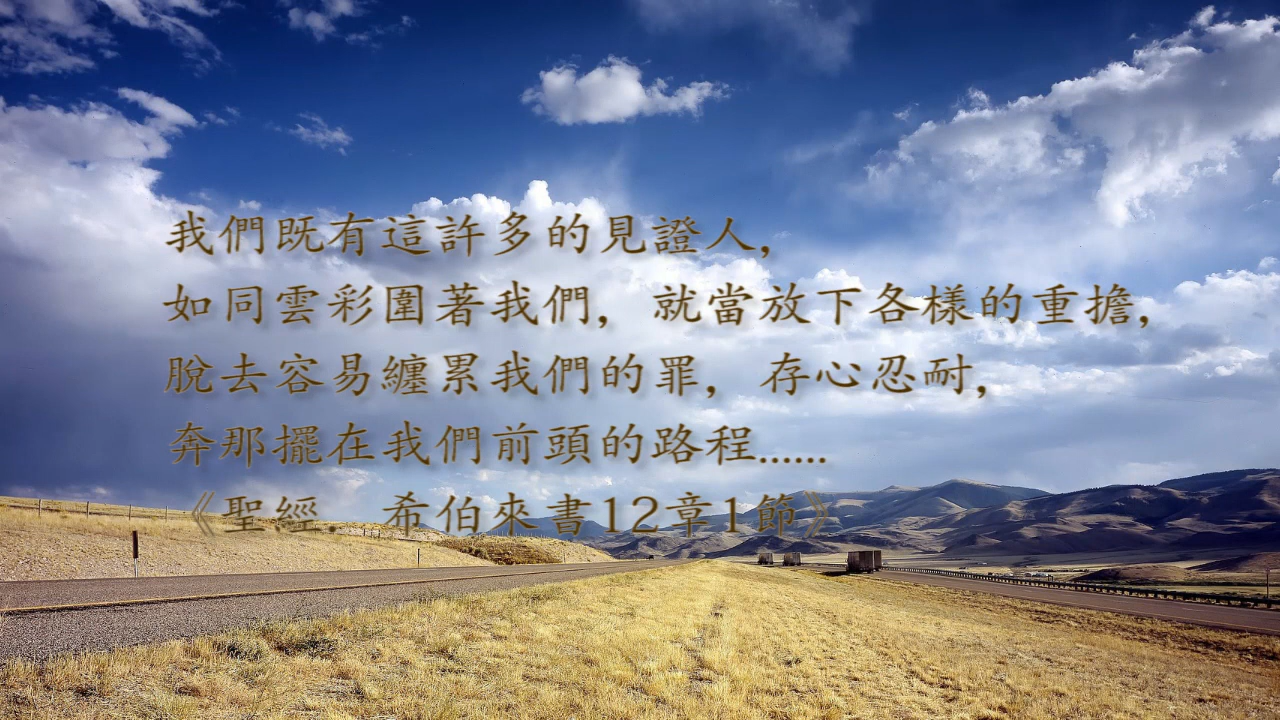 我們既有這許多的見證人,
如同雲彩圍著我們, 就當放下各樣的重擔,
脫去容易纏累我們的罪, 存心忍耐,
奔那擺在我們前頭的路程......
《聖經 希伯來書12章1節》